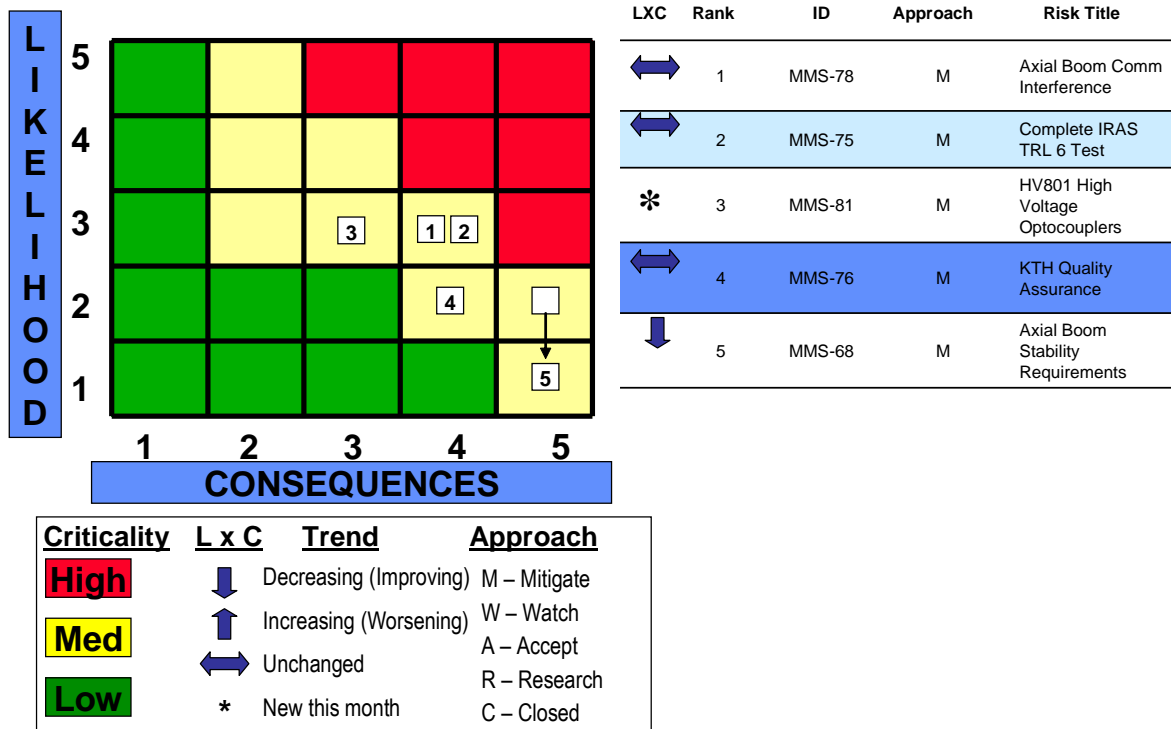 LIKELIHOOD
5
4
3
2
1
3
1 2
4
5
1 2 3 4 5
CONSEQUENCES
LXC Rank ID Approach Risk Title
1 MMS-78 M Axial Boom Comm
Interference
2 MMS-75 M Complete IRAS
TRL 6 Test
* 3 MMS-81 M HV801 High
Voltage
Optocouplers
4 MMS-76 M KTH Quality
Assurance
5 MMS-68 M Axial Boom
Stability
Requirements
Criticality L x C Trend Approach
High
Med
Low
Decreasing (Improving)
Increasing (Worsening)
Unchanged
* New this month
M – Mitigate
W – Watch
A – Accept
R – Research
C – Closed